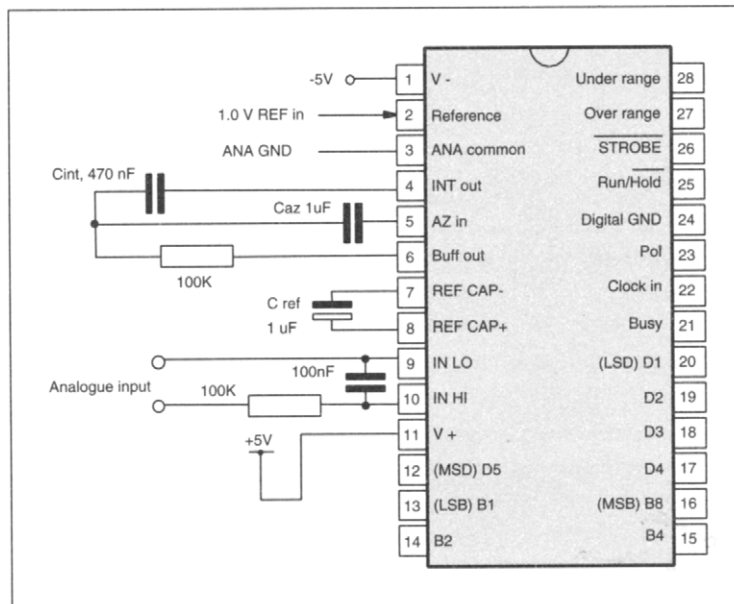 -5V
1
V -
Under range
28
1.0 V REF in
2
Reference
Over range
27
ANA GND
3
ANA common
STROBE
26
Cint, 470 nF
4
INT out
Run/Hold
25
Caz 1uF
5
AZ in
Digital GND
24
6
Buff out
Pol
23
100K
7
REF CAP-
Clock in
22
C ref
1 uF
8
REF CAP+
Busy
21
9
IN LO
(LSD) D1
20
100nF
Analogue input
100K
10
IN HI
D2
19
+5V
11
V +
D3
18
12
(MSD) D5
D4
17
13
(LSB) B1
(MSB) B8
16
14
B2
B4
15